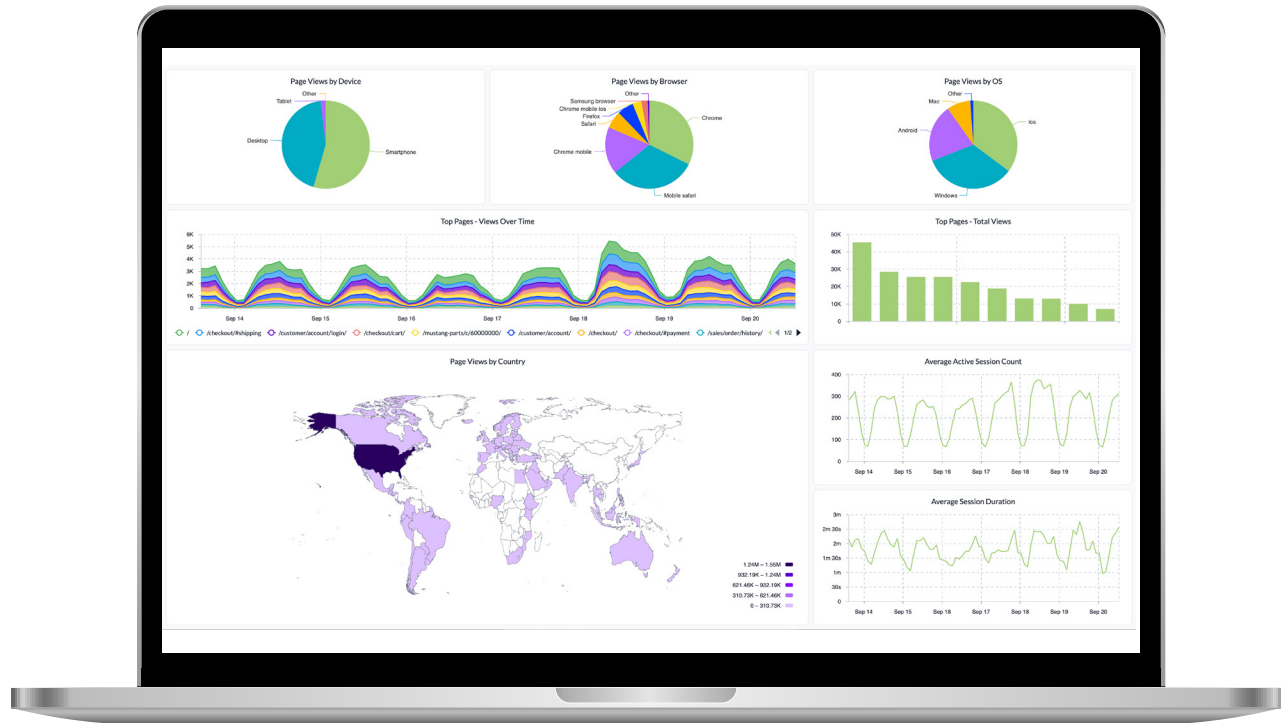 Page Views by Device
Other
Tablet
Desktop
Smartphone
Page Views by Browser
Other
Samsung browser
Chrome mobile ios
Firefox
Safari
Chrome
Chrome mobile
Mobile safari
Page Views by OS
Other
Mac
Ios
Android
Windows
Top Pages - Views Over Time
6K
5K
4K
3K
2K
1K
0
Sep 14 Sep 15 Sep 16 Sep 17 Sep 18 Sep 19 Sep 20
/ /checkout/#shipping /customer/account/login/ /checkout/cart/ /mustang-parts/c/60000000/ /customer/account/ /checkout/ /checkout/#payment /sales/order/history/ 1/2
Top Pages - Total Views
50K
40K
30K
20K
10K
0
Page Views by Country
1.24M – 1.55M
932.19K – 1.24M
621.46K – 932.19K
310.73K – 621.46K
0 – 310.73K
Average Active Session Count
400
300
200
100
0
Sep 14 Sep 15 Sep 16 Sep 17 Sep 18 Sep 19 Sep 20
Average Session Duration
3m
2m 30s
2m
1m 30s
1m
30s
0
Sep 14 Sep 15 Sep 16 Sep 17 Sep 18 Sep 19 Sep 20